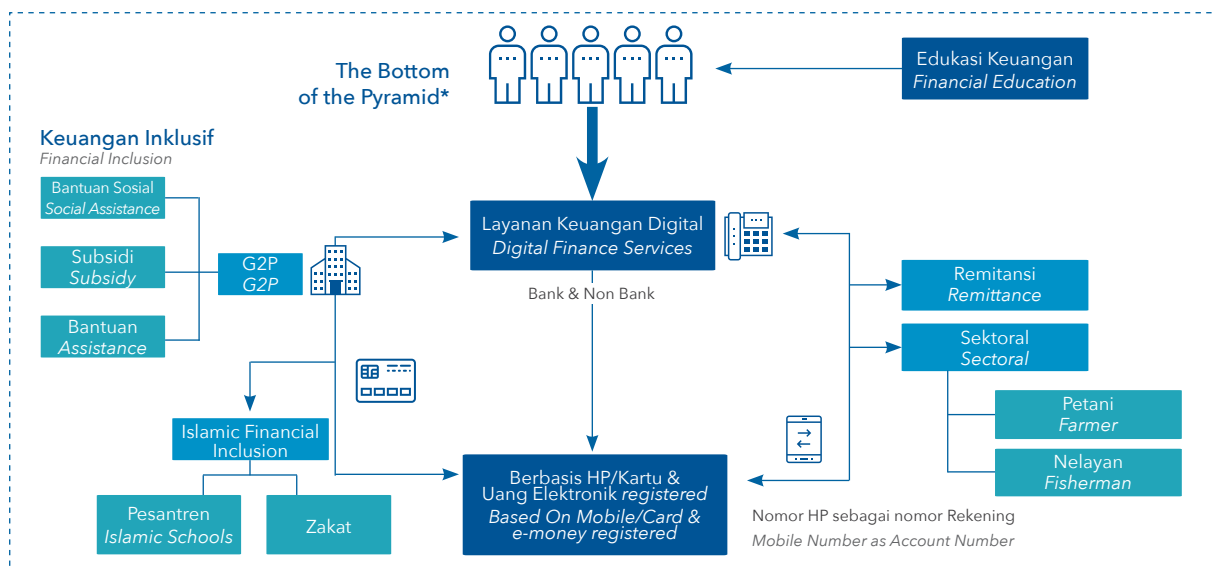 The Bottom
of the Pyramid*
Edukasi Keuangan
Financial Education
Keuangan Inklusif
Financial Inclusion
Bantuan Sosial
Social Assistance
Subsidi
Subsidy
Bantuan
Assistance
G2P
G2P
Layanan Keuangan Digital
Digital Finance Services
Bank & Non Bank
Remitansi
Remittance
Sektoral
Sectoral
Petani
Farmer
Nelayan
Fisherman
Islamic Financial
Inclusion
Pesantren
Islamic Schools
Zakat
Berbasis HP/Kartu &
Uang Elektronik registered
Based On Mobile/Card &
e-money registered
Nomor HP sebagai nomor Rekening
Mobile Number as Account Number